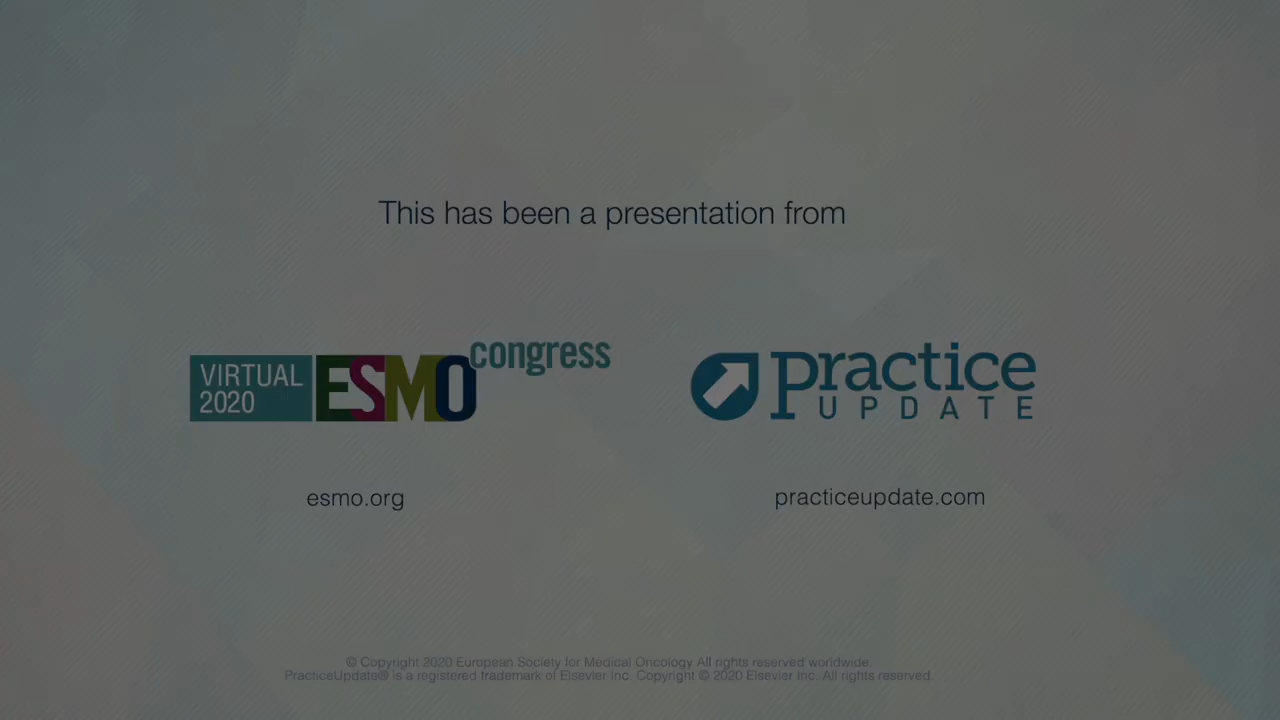 This has been a presentation from
VIRTUAL
2020
ESMO
congress
practice
UPDATE
esmo.org
practiceupdate.com
© Copyright 2020 European Society for Medical Oncology All rights reserved worldwide.
PracticeUpdate® is a registered trademark of Elsevier Inc. Copyright © 2020 Elsevier Inc. All rights reserved.